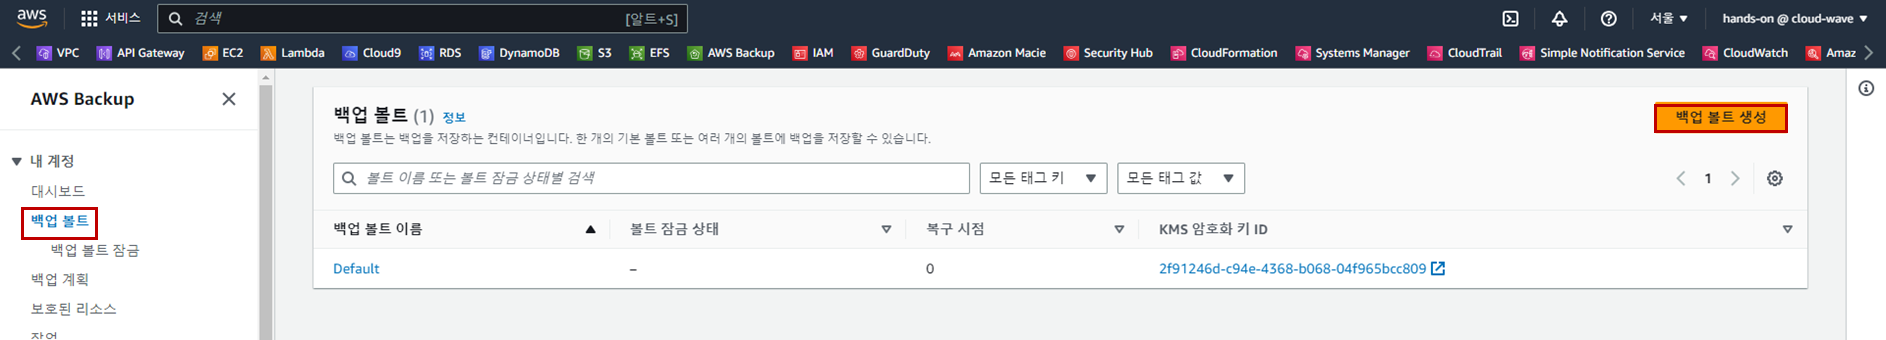 aws 서비스 검색 [알트+S] 서울 ▼ hands-on @ cloud-wave ▼
VPC API Gateway EC2 Lambda Cloud9 RDS DynamoDB S3 EFS AWS Backup IAM GuardDuty Amazon Macie Security Hub CloudFormation Systems Manager CloudTrail Simple Notification Service CloudWatch Amaz
AWS Backup
내 계정
대시보드
백업 볼트
백업 볼트 잠금
백업 계획
보호된 리소스
작업
백업 볼트 (1) 정보
백업 볼트 생성
백업 볼트는 백업을 저장하는 컨테이너입니다. 한 개의 기본 볼트 또는 여러 개의 볼트에 백업을 저장할 수 있습니다.
볼트 이름 또는 볼트 잠금 상태별 검색 모든 태그 키 모든 태그 값 1
백업 볼트 이름 볼트 잠금 상태 복구 시점 KMS 암호화 키 ID
Default – 0 2f91246d-c94e-4368-b068-04f965bcc809